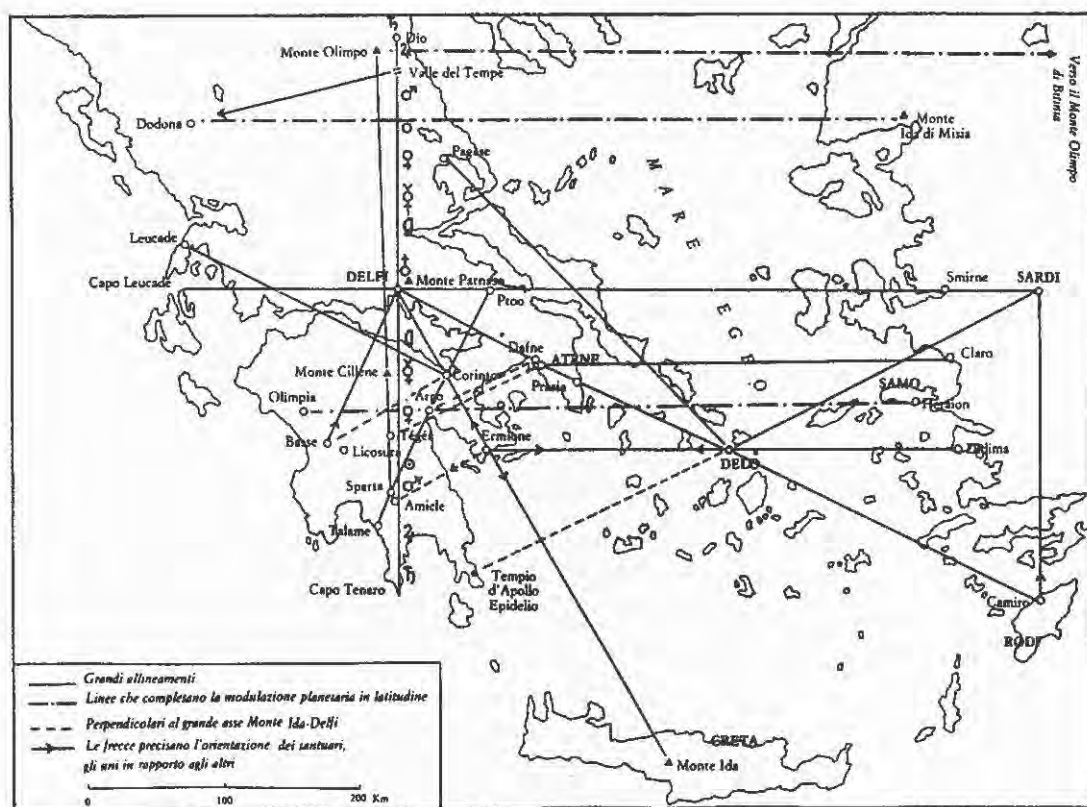 Dio
Monte Olimpo
Valle del Tempe
Verso il Monte Olimpo
di Bitinia
Dodona
Monte
Ida di Misia
Pagase
MARE
EG
Leucade
Capo Leucade
DELFI
Monte Parnaso
Ptoo
Smirne
SARDI
Dafne
ATENE
Claro
Monte Cillene
Corinto
Prasia
SAMO
Heraion
Olimpia
Argo
Basse
Licosura
Tegea
Ermione
DELO
Didima
Sparta
Amicle
Talame
Capo Tenaro
Tempio
d'Apollo
Epidelio
Camiro
RODI
CRETA
Monte Ida
Grandi allineamenti
Linee che completano la modulazione planetaria in latitudine
Perpendicolari al grande asse Monte Ida-Delfi
Le frecce precisano l'orientazione dei santuari,
gli uni in rapporto agli altri
0 100 200 Km